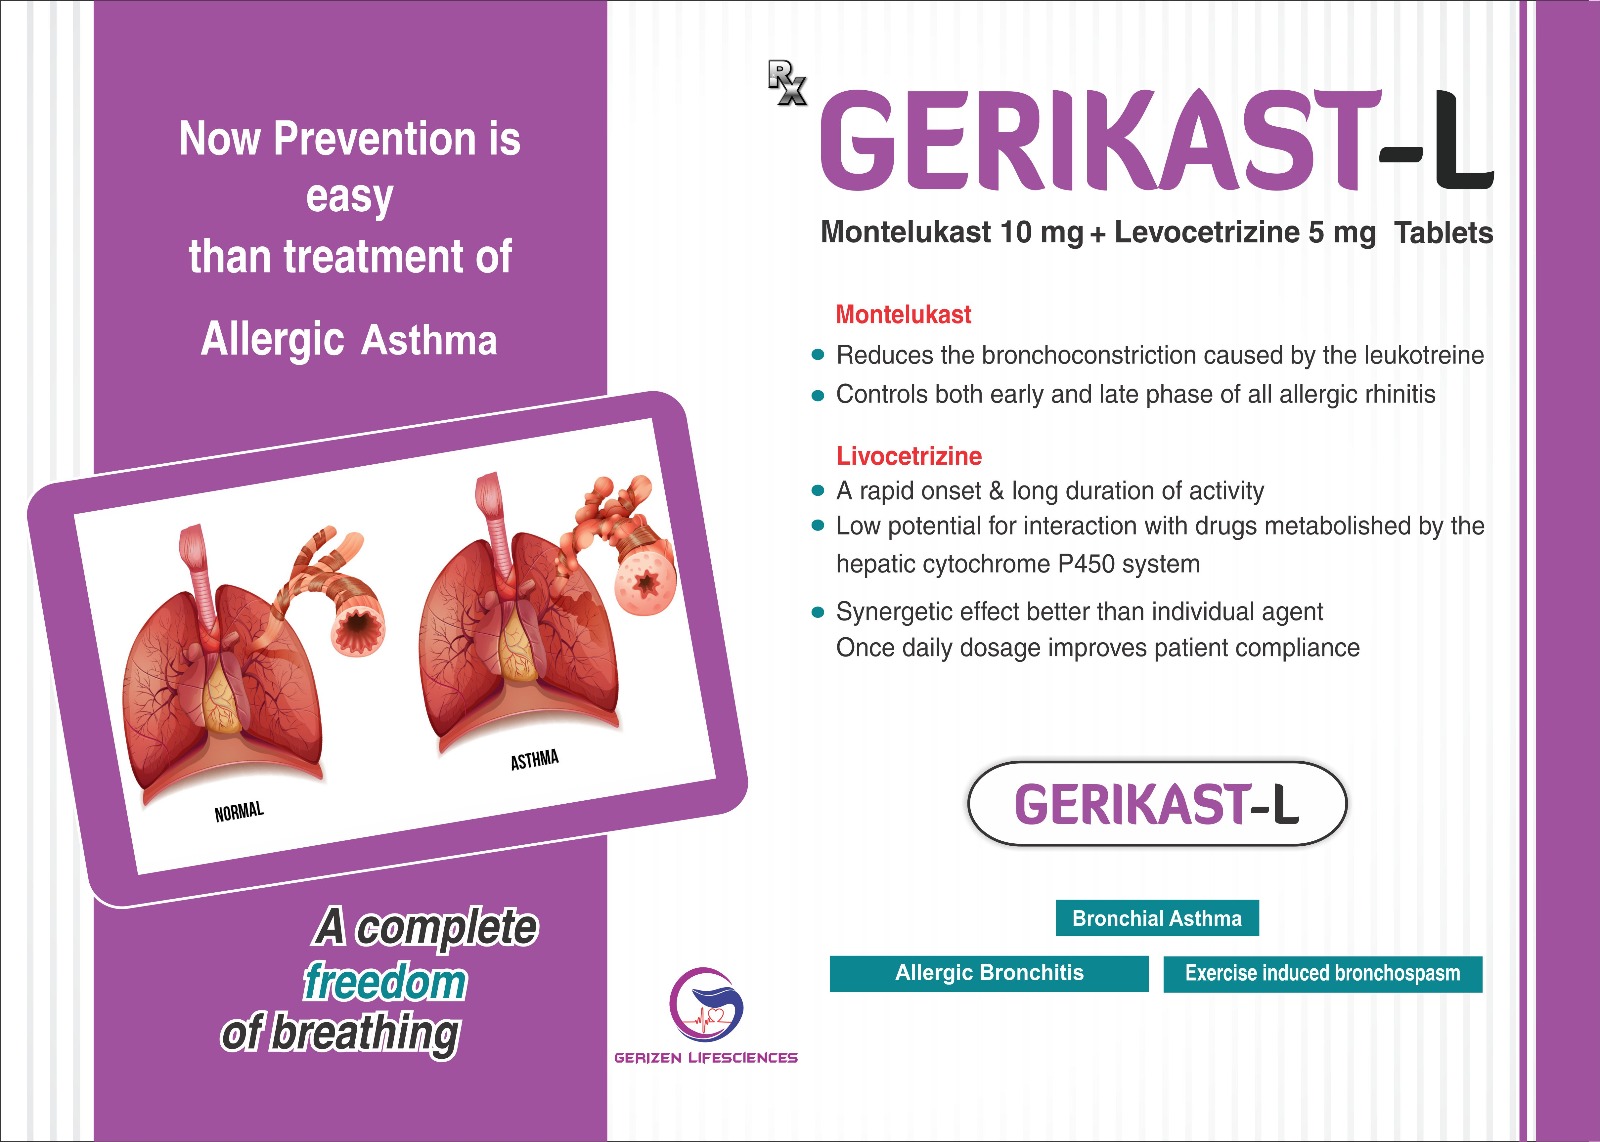 Now Prevention is
easy
than treatment of
Allergic Asthma
NORMAL
ASTHMA
A complete
freedom
of breathing
GERIZEN LIFESCIENCES
Rx
GERIKAST-L
Montelukast 10 mg + Levocetrizine 5 mg Tablets
Montelukast
Reduces the bronchoconstriction caused by the leukotreine
Controls both early and late phase of all allergic rhinitis
Livocetrizine
A rapid onset & long duration of activity
Low potential for interaction with drugs metabolished by the
hepatic cytochrome P450 system
Synergetic effect better than individual agent
Once daily dosage improves patient compliance
GERIKAST-L
Bronchial Asthma
Allergic Bronchitis
Exercise induced bronchospasm